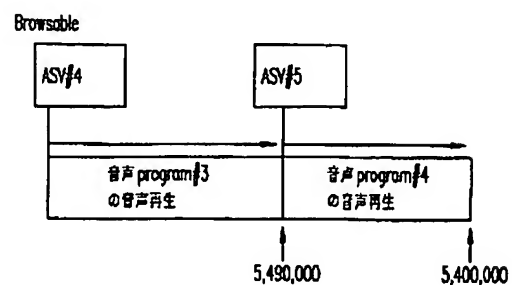 Browsable
ASV#4
ASV#5
音声program#3
の音声再生
音声program#4
の音声再生
5,490,000
5,400,000